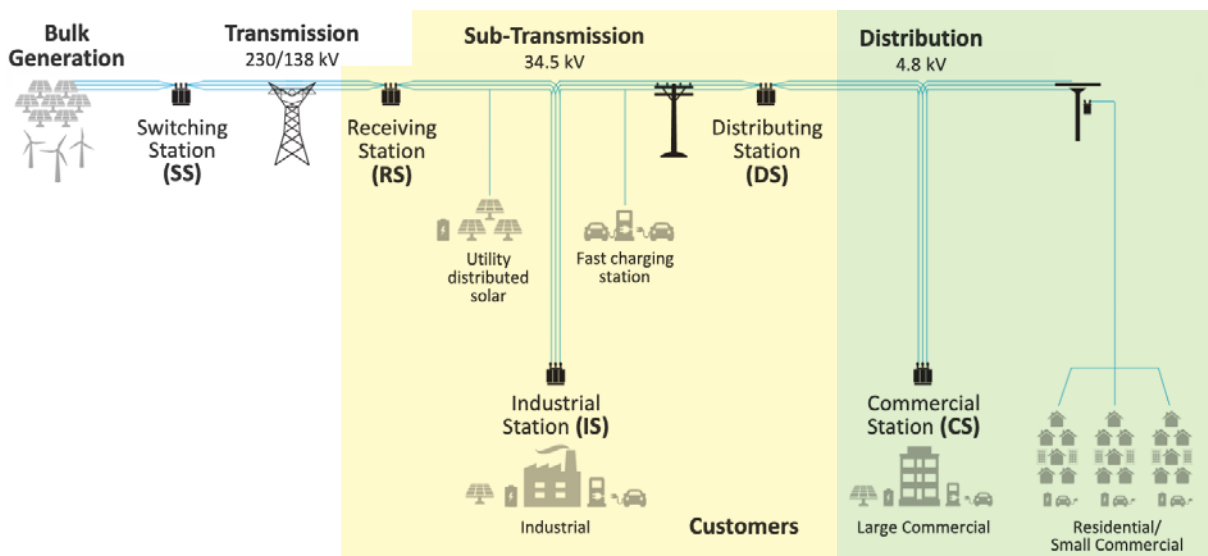 Bulk
Generation
Transmission
230/138 kV
Sub-Transmission
34.5 kV
Distribution
4.8 kV
Switching
Station
(SS)
Receiving
Station
(RS)
Distributing
Station
(DS)
Utility
distributed
solar
Fast charging
station
Industrial
Station (IS)
Commercial
Station (CS)
Industrial
Customers
Large Commercial
Residential/
Small Commercial